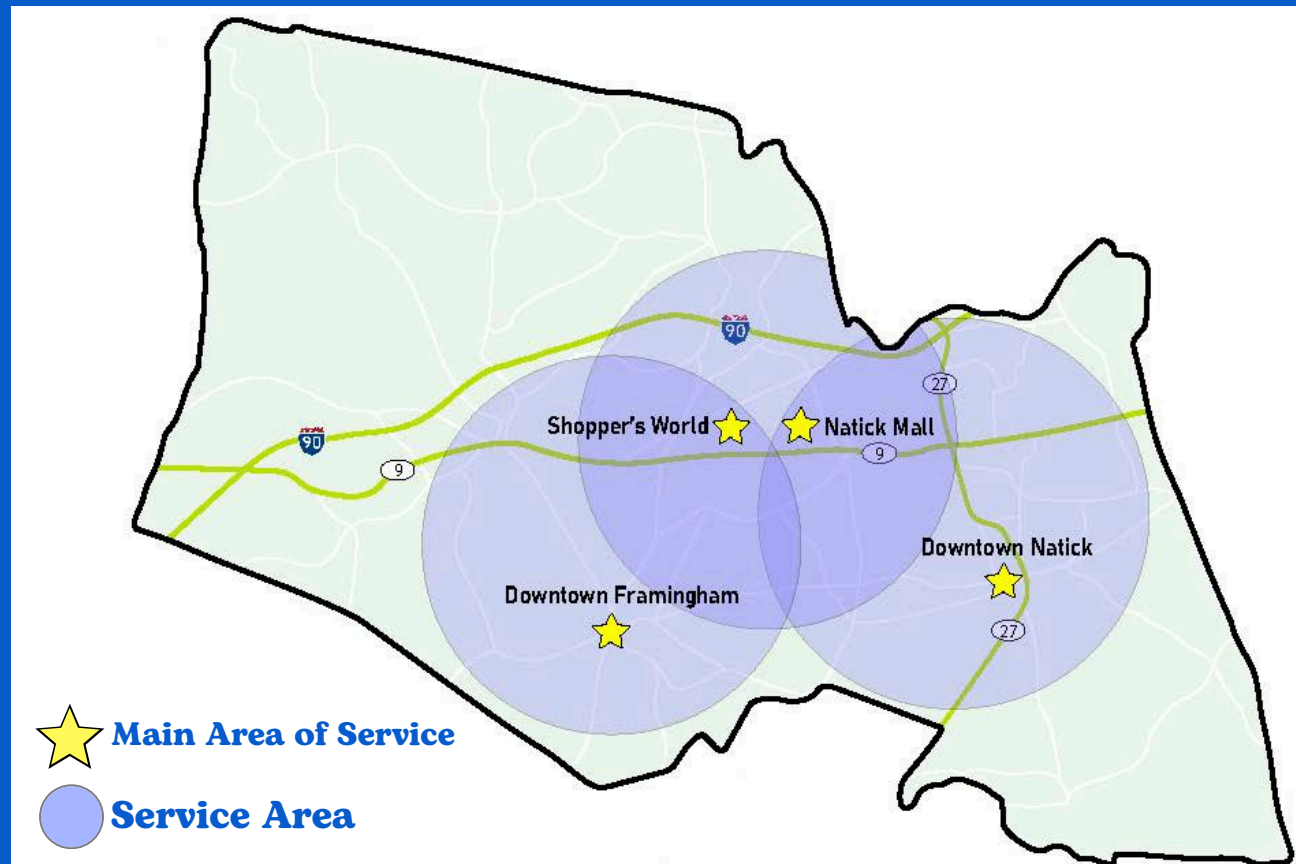 90
27
Shopper's World
Natick Mall
90
9
9
Downtown Natick
Downtown Framingham
27
Main Area of Service
Service Area